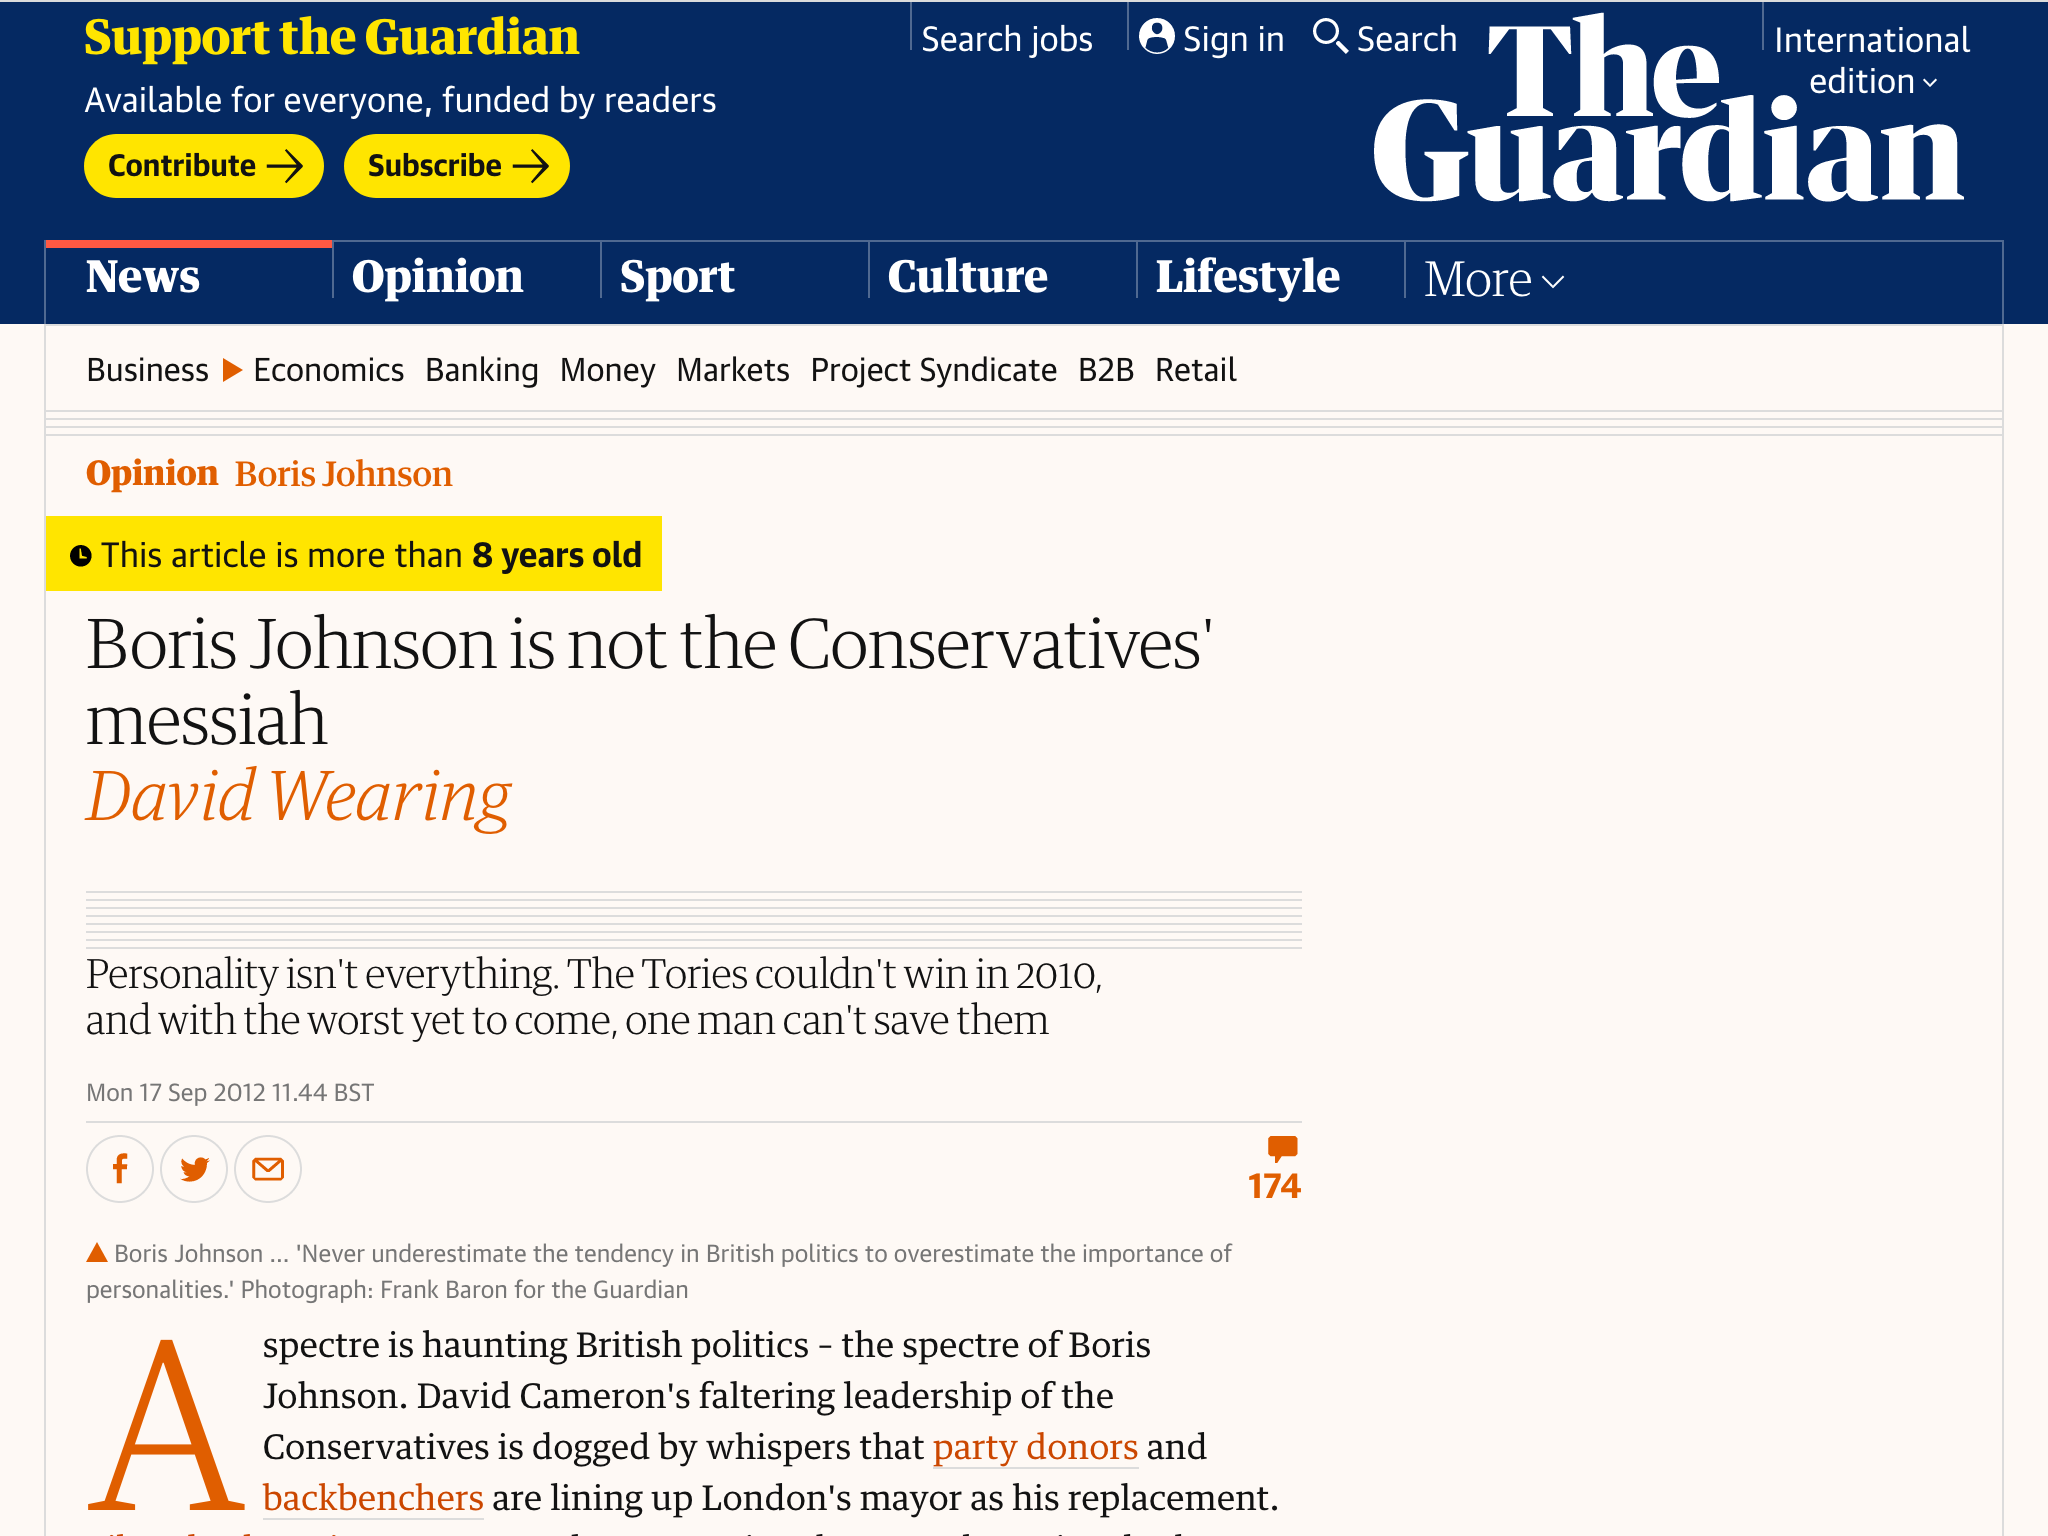 Support the Guardian
Available for everyone, funded by readers
Contribute
Subscribe
Search jobs
Sign in
Search
International
edition
The
Guardian
News
Opinion
Sport
Culture
Lifestyle
More
Business
Economics
Banking
Money
Markets
Project Syndicate
B2B
Retail
Opinion
Boris Johnson
This article is more than 8 years old
Boris Johnson is not the Conservatives'
messiah
David Wearing
Personality isn't everything. The Tories couldn't win in 2010,
and with the worst yet to come, one man can't save them
Mon 17 Sep 2012 11.44 BST
174
Boris Johnson ... 'Never underestimate the tendency in British politics to overestimate the importance of
personalities.' Photograph: Frank Baron for the Guardian
A spectre is haunting British politics – the spectre of Boris
Johnson. David Cameron's faltering leadership of the
Conservatives is dogged by whispers that party donors and
backbenchers are lining up London's mayor as his replacement.